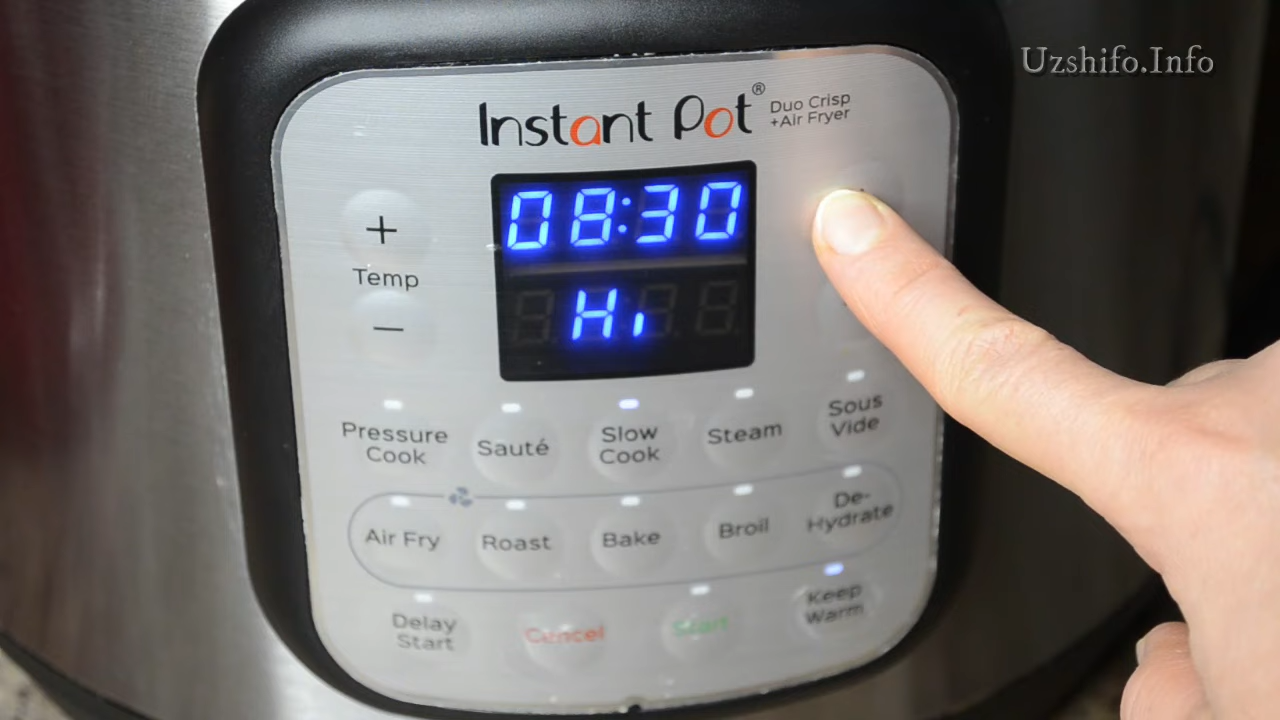 Uzshifo.Info
Instant Pot® Duo Crisp
+Air Fryer
08:30
Hi
+
Temp
−
Pressure
Cook
Sauté
Slow
Cook
Steam
Sous
Vide
Air Fry
Roast
Bake
Broil
De-
Hydrate
Delay
Start
Cancel
Start
Keep
Warm